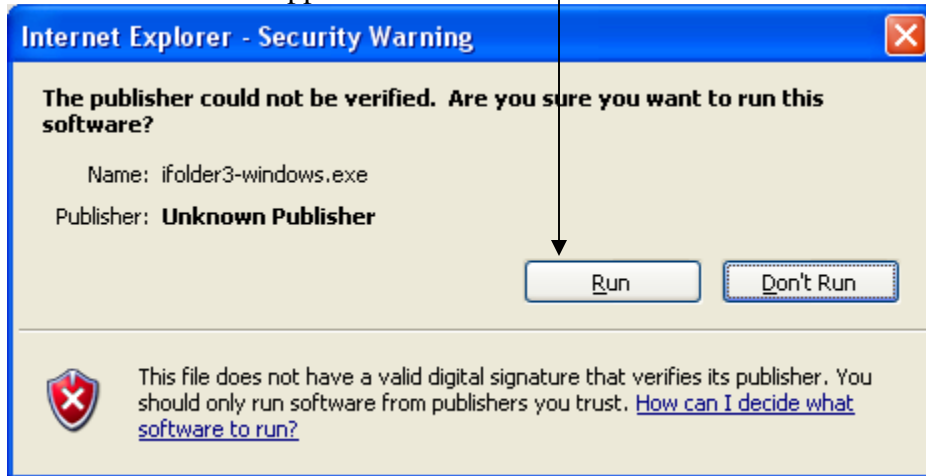 Internet Explorer - Security Warning
The publisher could not be verified. Are you sure you want to run this
software?
Name: ifolder3-windows.exe
Publisher: Unknown Publisher
Run Don't Run
This file does not have a valid digital signature that verifies its publisher. You
should only run software from publishers you trust. How can I decide what
software to run?